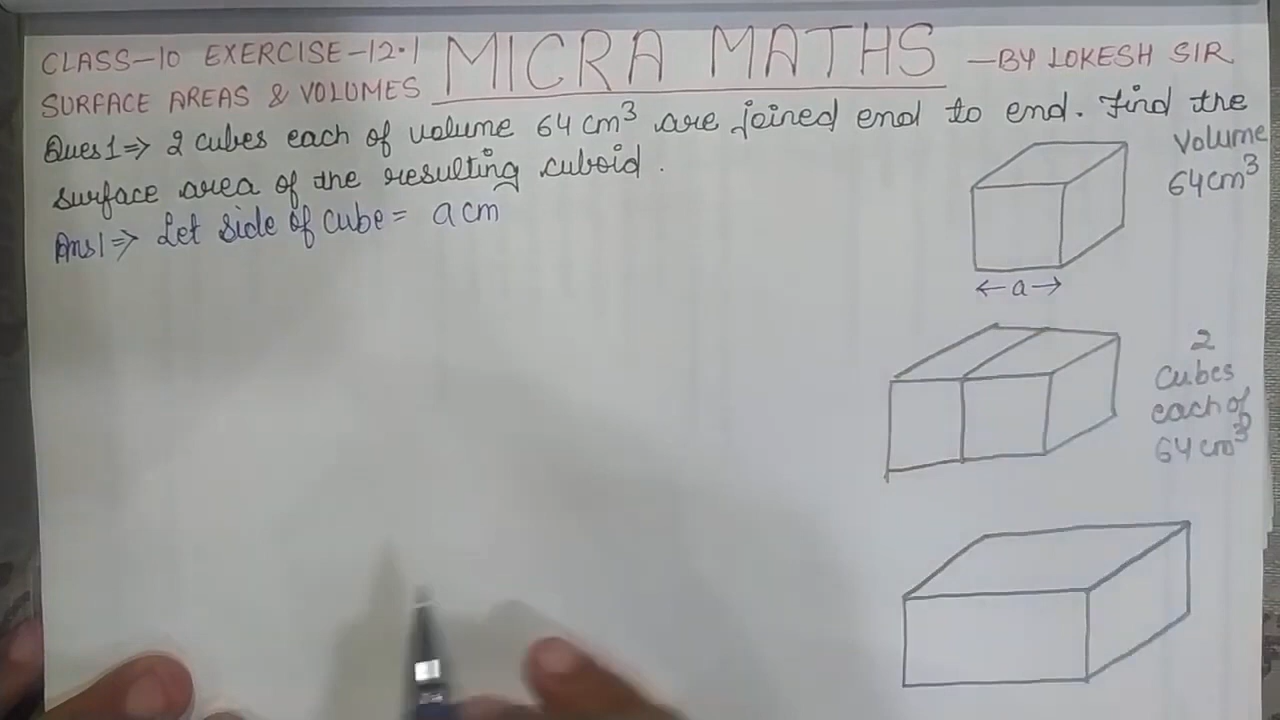 CLASS-10 EXERCISE-12.1 MICRA MATHS -BY LOKESH SIR
SURFACE AREAS & VOLUMES
Ques1⇒ 2 cubes each of volume 64 cm³ are joined end to end. Find the
surface area of the resulting cuboid.
Ans1⇒ Let side of cube = a cm
Volume
64cm³
←a→
2
Cubes
each of
64cm³